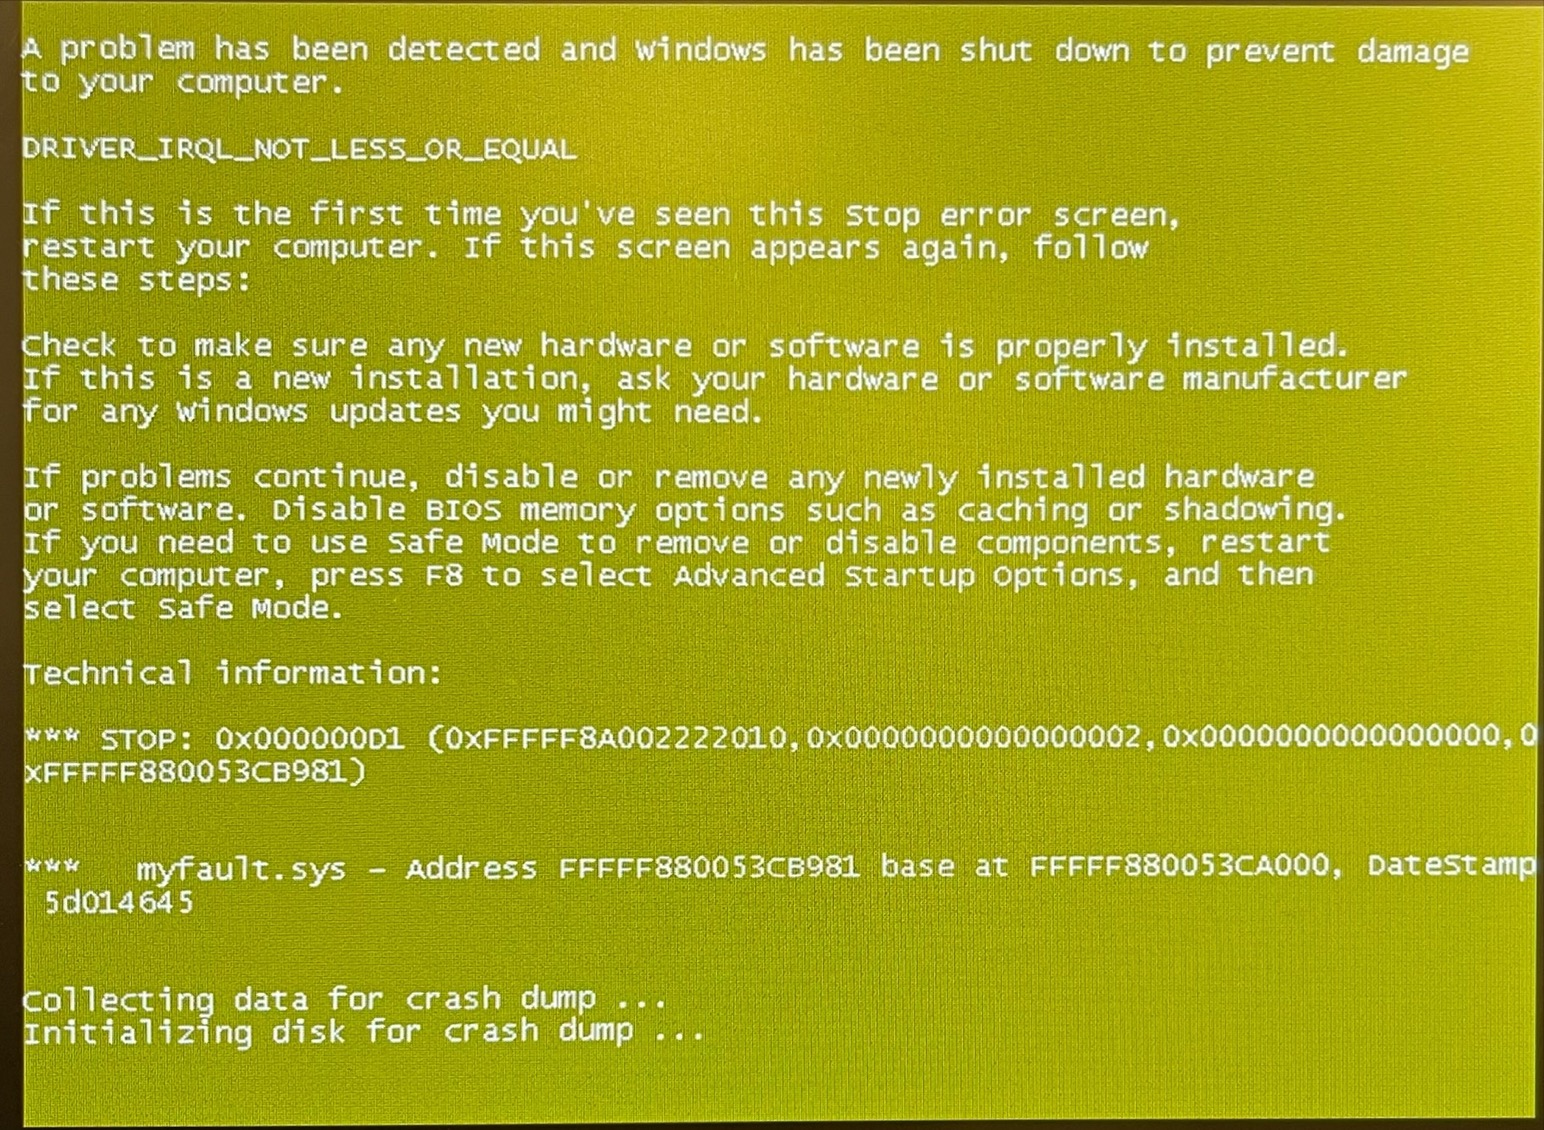 A problem has been detected and Windows has been shut down to prevent damage
to your computer.
DRIVER_IRQL_NOT_LESS_OR_EQUAL
If this is the first time you've seen this Stop error screen,
restart your computer. If this screen appears again, follow
these steps:
Check to make sure any new hardware or software is properly installed.
If this is a new installation, ask your hardware or software manufacturer
for any Windows updates you might need.
If problems continue, disable or remove any newly installed hardware
or software. Disable BIOS memory options such as caching or shadowing.
If you need to use Safe Mode to remove or disable components, restart
your computer, press F8 to select Advanced Startup Options, and then
select Safe Mode.
Technical information:
*** STOP: 0x000000D1 (0xFFFFF8A002222010,0x0000000000000002,0x0000000000000000,0
xFFFFF880053CB981)
***   myfault.sys - Address FFFFF880053CB981 base at FFFFF880053CA000, DateStamp
 5d014645
Collecting data for crash dump ...
Initializing disk for crash dump ...